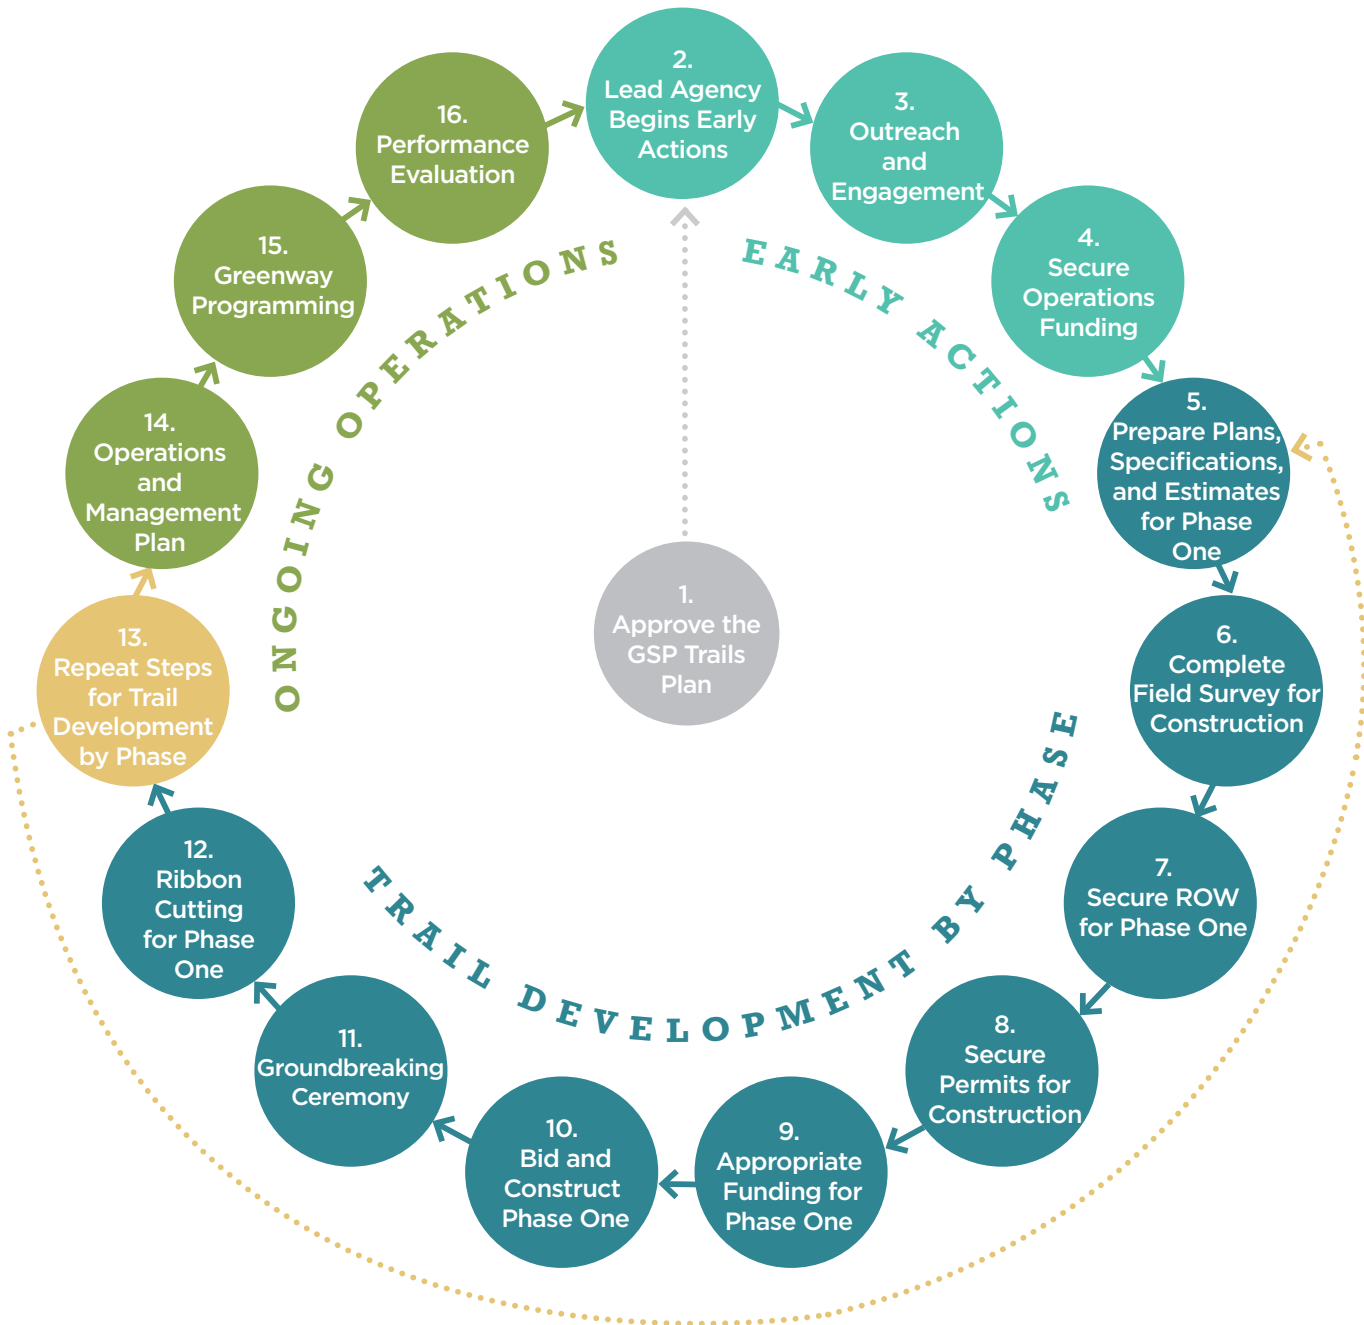 1.
Approve the
GSP Trails
Plan
2.
Lead Agency
Begins Early
Actions
3.
Outreach
and
Engagement
4.
Secure
Operations
Funding
5.
Prepare Plans,
Specifications,
and Estimates
for Phase
One
6.
Complete
Field Survey for
Construction
7.
Secure ROW
for Phase One
8.
Secure
Permits for
Construction
9.
Appropriate
Funding for
Phase One
10.
Bid and
Construct
Phase One
11.
Groundbreaking
Ceremony
12.
Ribbon
Cutting
for Phase
One
13.
Repeat Steps
for Trail
Development
by Phase
14.
Operations
and
Management
Plan
15.
Greenway
Programming
16.
Performance
Evaluation
EARLY ACTIONS
TRAIL DEVELOPMENT BY PHASE
ONGOING OPERATIONS